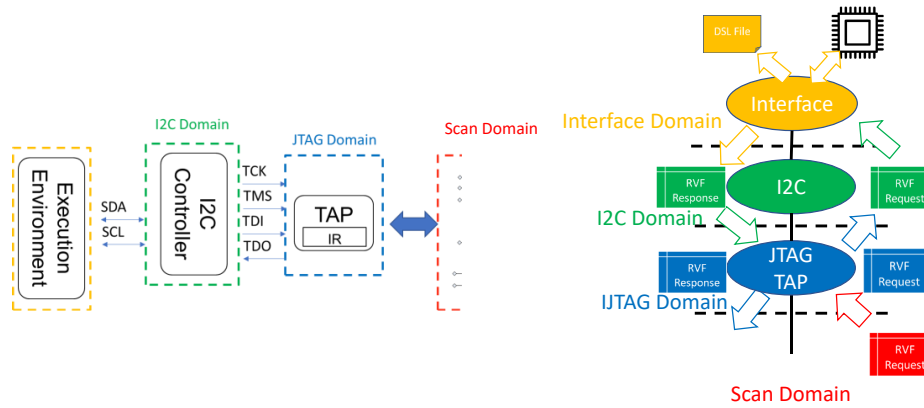 I2C Domain
JTAG Domain
Scan Domain
Execution
Environment
SDA
SCL
I2C
Controller
TCK
TMS
TDI
TDO
TAP
IR
DSL File
Interface
Interface Domain
RVF
Response
I2C
RVF
Request
I2C Domain
RVF
Response
JTAG
TAP
RVF
Request
IJTAG Domain
RVF
Request
Scan Domain